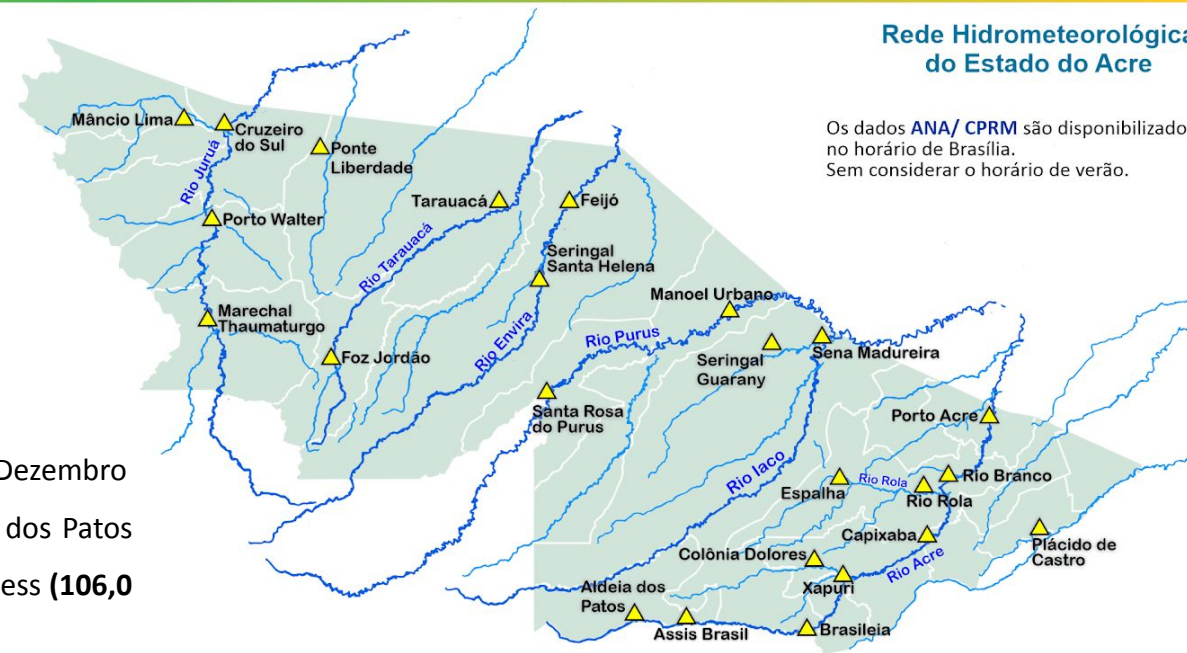 Rede Hidrometeorológica
do Estado do Acre
Os dados ANA/ CPRM são disponibilizado
no horário de Brasília.
Sem considerar o horário de verão.
Mâncio Lima
Cruzeiro
do Sul
Ponte
Liberdade
Rio Juruá
Tarauacá
Feijó
Porto Walter
Rio Tarauacá
Seringal
Santa Helena
Manoel Urbano
Marechal
Thaumaturgo
Rio Envira
Rio Purus
Foz Jordão
Seringal
Guarany
Sena Madureira
Santa Rosa
do Purus
Porto Acre
Dezembro
dos Patos
ess (106,0
Rio Iaco
Espalha
Rio Rola
Rio Branco
Rio Rola
Capixaba
Plácido de
Castro
Colônia Dolores
Rio Acre
Xapuri
Aldeia dos
Patos
Assis Brasil
Brasileia